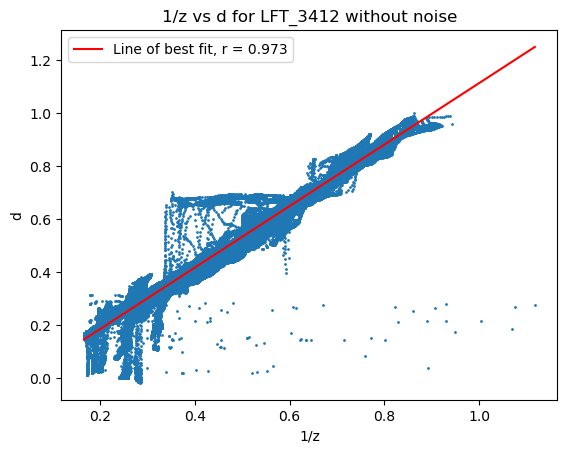 1/z vs d for LFT_3412 without noise
Line of best fit, r = 0.973
1.2
1.0
0.8
0.6
0.4
0.2
0.0
d
0.2 0.4 0.6 0.8 1.0
1/z